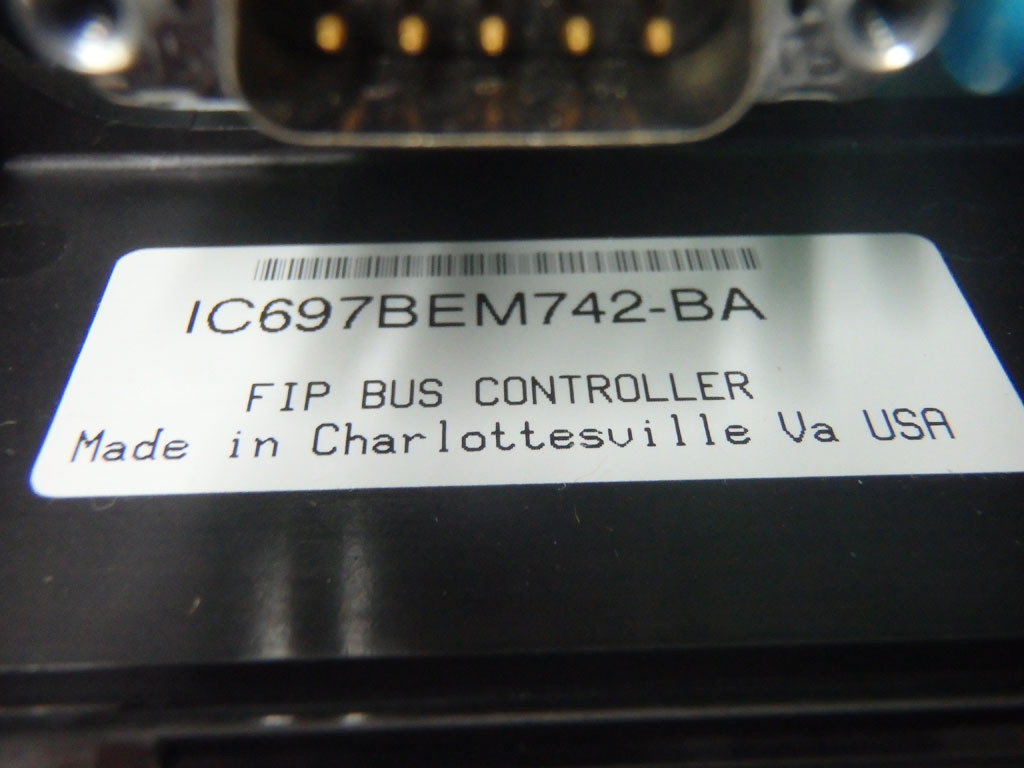 IC697BEM742-BA
FIP BUS CONTROLLER
Made in Charlottesville Va USA